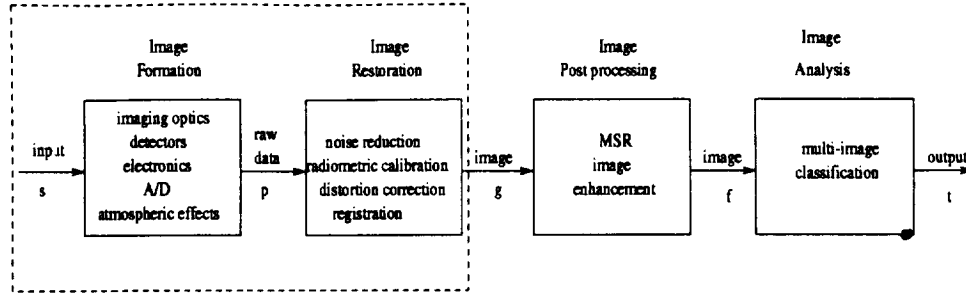 Image
Formation
Image
Restoration
Image
Post processing
Image
Analysis
input
s
imaging optics
detectors
electronics
A/D
atmospheric effects
raw
data
p
noise reduction
radiometric calibration
distortion correction
registration
image
g
MSR
image
enhancement
image
f
multi-image
classification
output
t